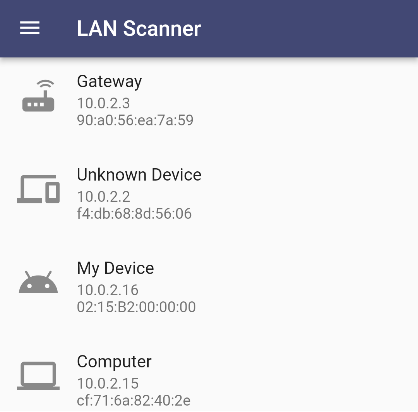 LAN Scanner
Gateway
10.0.2.3
90:a0:56:ea:7a:59
Unknown Device
10.0.2.2
f4:db:68:8d:56:06
My Device
10.0.2.16
02:15:B2:00:00:00
Computer
10.0.2.15
cf:71:6a:82:40:2e